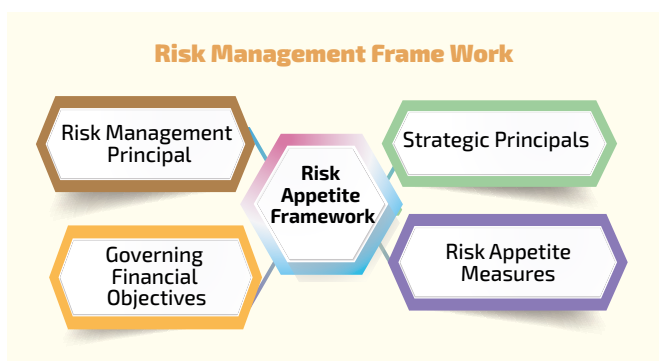 Risk Management Frame Work
Risk Management
Principal
Strategic Principals
Risk
Appetite
Framework
Governing
Financial
Objectives
Risk Appetite
Measures